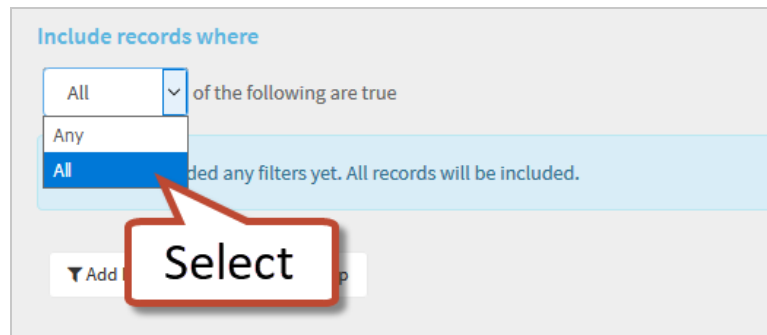 Include records where
All of the following are true
Any
All ded any filters yet. All records will be included.
Select
Add